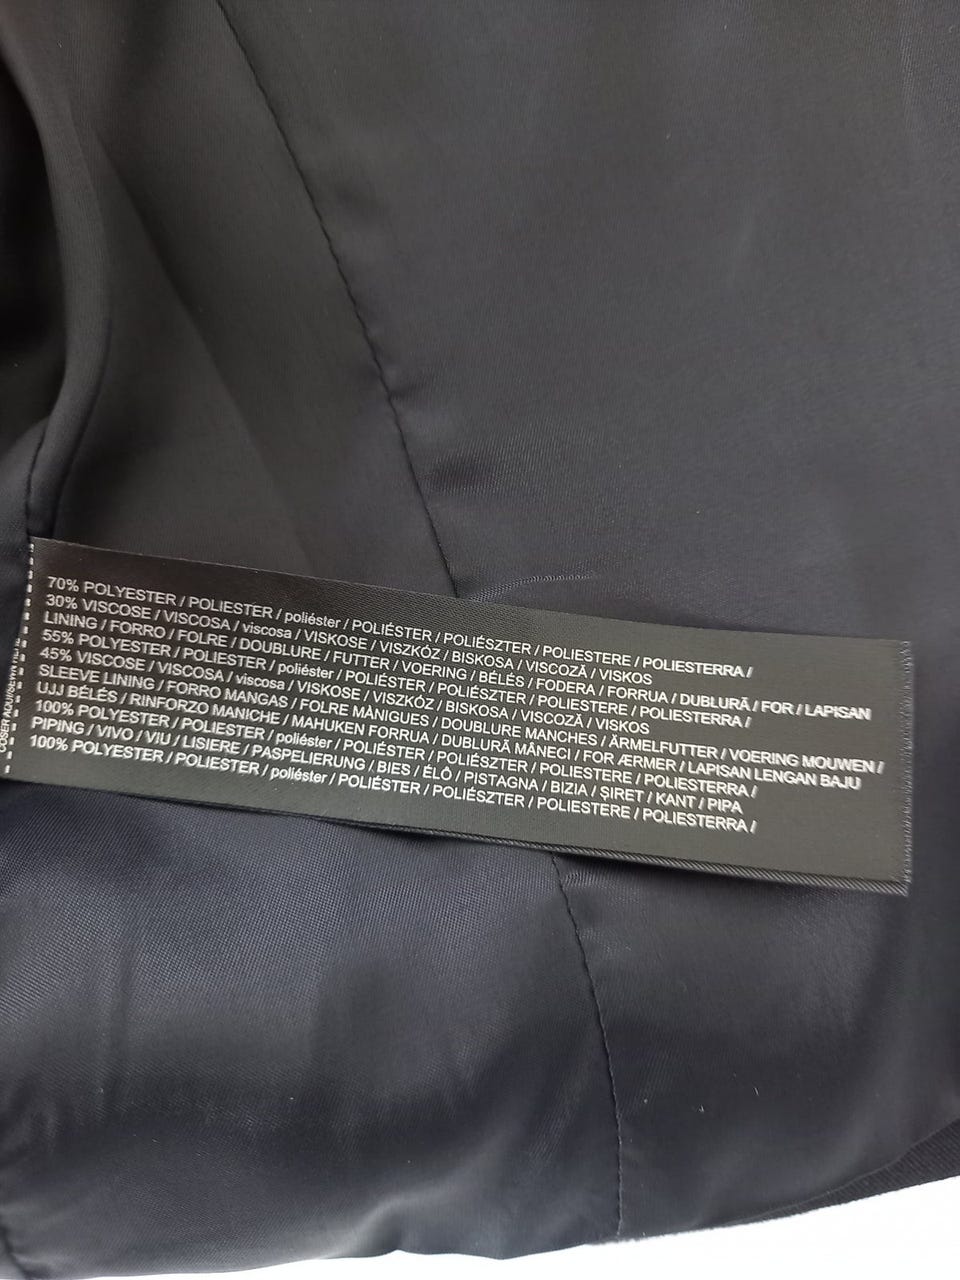 70% POLYESTER / POLIESTER / poliéster / POLIÉSTER / POLIÉSZTER / POLIESTERE / POLIESTERRA /
30% VISCOSE / VISCOSA / viscosa / VISKOSE / VISZKÓZ / BISKOSA / VISCOZĂ / VISKOS
LINING / FORRO / FOLRE / DOUBLURE / FUTTER / VOERING / BÉLÉS / FODERA / FORRUA / DUBLURĂ / FOR / LAPISAN
55% POLYESTER / POLIESTER / poliéster / POLIÉSTER / POLIÉSZTER / POLIESTERE / POLIESTERRA /
45% VISCOSE / VISCOSA / viscosa / VISKOSE / VISZKÓZ / BISKOSA / VISCOZĂ / VISKOS
SLEEVE LINING / FORRO MANGAS / FOLRE MÀNIGUES / DOUBLURE MANCHES / ÄRMELFUTTER / VOERING MOUWEN /
UJJ BÉLÉS / RINFORZO MANICHE / MAHUKEN FORRUA / DUBLURĂ MÂNECI / FOR ÆRMER / LAPISAN LENGAN BAJU
100% POLYESTER / POLIESTER / poliéster / POLIÉSTER / POLIÉSZTER / POLIESTERE / POLIESTERRA /
PIPING / VIVO / VIU / LISIERE / PASPELIERUNG / BIES / ÉLŐ / PISTAGNA / BIZIA / ŞIRET / KANT / PIPA
100% POLYESTER / POLIESTER / poliéster / POLIÉSTER / POLIÉSZTER / POLIESTERE / POLIESTERRA /
COSER AQUI/SEWN